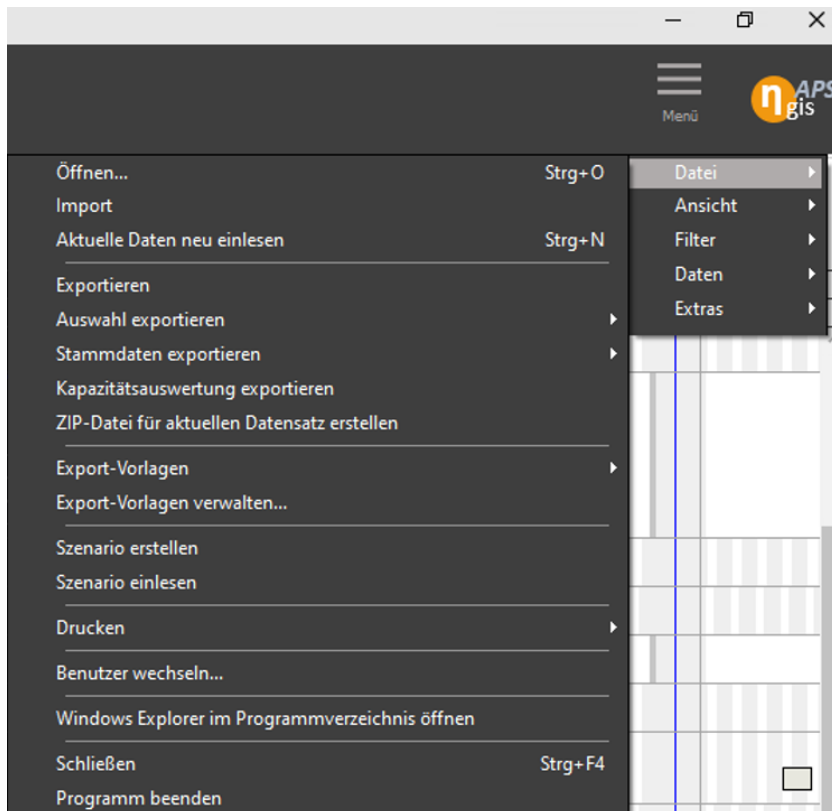 Menü
η APS
gis
Öffnen... Strg+O
Import
Aktuelle Daten neu einlesen Strg+N
Exportieren
Auswahl exportieren
Stammdaten exportieren
Kapazitätsauswertung exportieren
ZIP-Datei für aktuellen Datensatz erstellen
Export-Vorlagen
Export-Vorlagen verwalten...
Szenario erstellen
Szenario einlesen
Drucken
Benutzer wechseln...
Windows Explorer im Programmverzeichnis öffnen
Schließen Strg+F4
Programm beenden
Datei
Ansicht
Filter
Daten
Extras